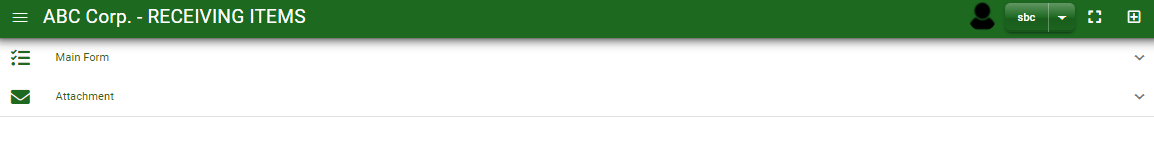 ABC Corp. - RECEIVING ITEMS
sbc
Main Form
Attachment